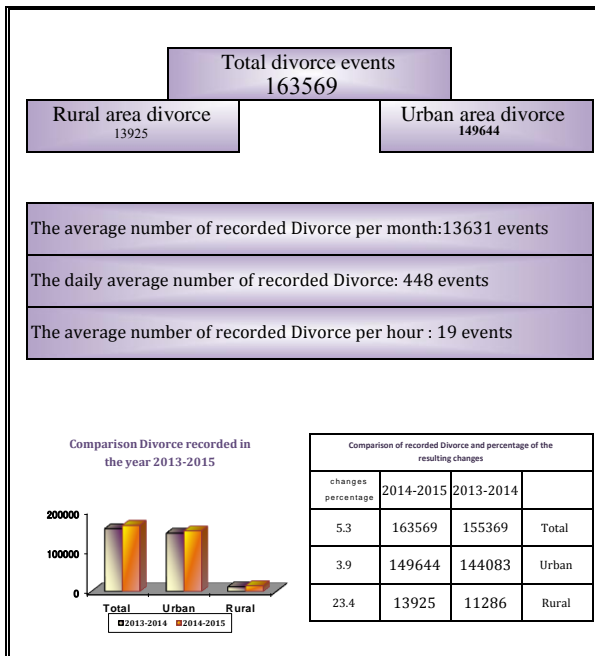 Total divorce events
163569
Rural area divorce
13925
Urban area divorce
149644
The average number of recorded Divorce per month:13631 events
The daily average number of recorded Divorce: 448 events
The average number of recorded Divorce per hour : 19 events
Comparison Divorce recorded in
the year 2013-2015
200000
100000
0
Total Urban Rural
2013-2014 2014-2015
Comparison of recorded Divorce and percentage of the
resulting changes
changes
percentage
2014-2015 2013-2014
5.3 163569 155369 Total
3.9 149644 144083 Urban
23.4 13925 11286 Rural